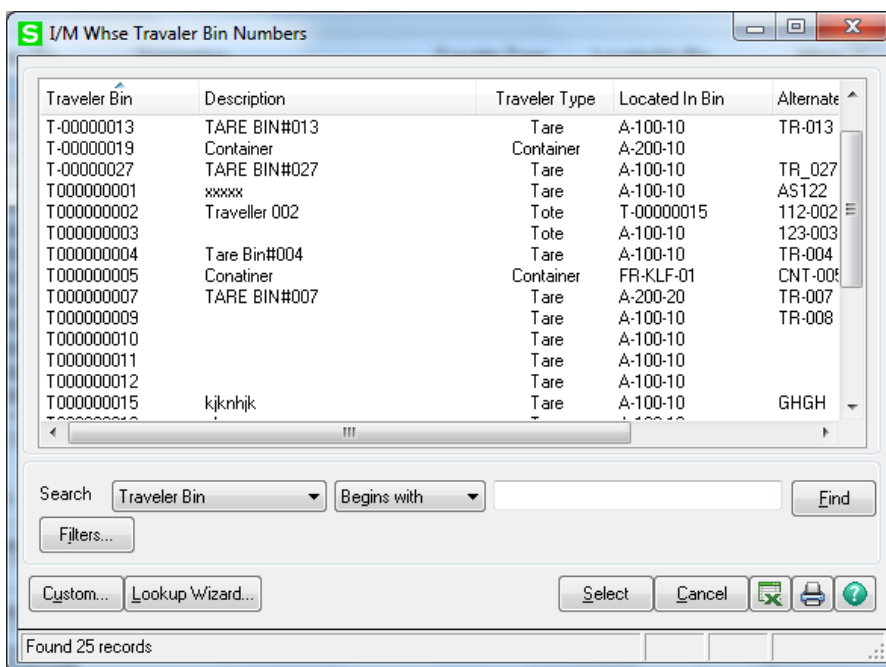 S I/M Whse Travaler Bin Numbers
Traveler Bin Description Traveler Type Located In Bin Alternate
T-00000013 TARE BIN#013 Tare A-100-10 TR-013
T-00000019 Container Container A-200-10
T-00000027 TARE BIN#027 Tare A-100-10 TR_027
T000000001 xxxxx Tare A-100-10 AS122
T000000002 Traveller 002 Tote T-00000015 112-002
T000000003 Tote A-100-10 123-003
T000000004 Tare Bin#004 Tare A-100-10 TR-004
T000000005 Conatiner Container FR-KLF-01 CNT-005
T000000007 TARE BIN#007 Tare A-200-20 TR-007
T000000009 Tare A-100-10 TR-008
T000000010 Tare A-100-10
T000000011 Tare A-100-10
T000000012 Tare A-100-10
T000000015 kjknhjk Tare A-100-10 GHGH
Search Traveler Bin Begins with Find
Filters...
Custom... Lookup Wizard... Select Cancel
Found 25 records